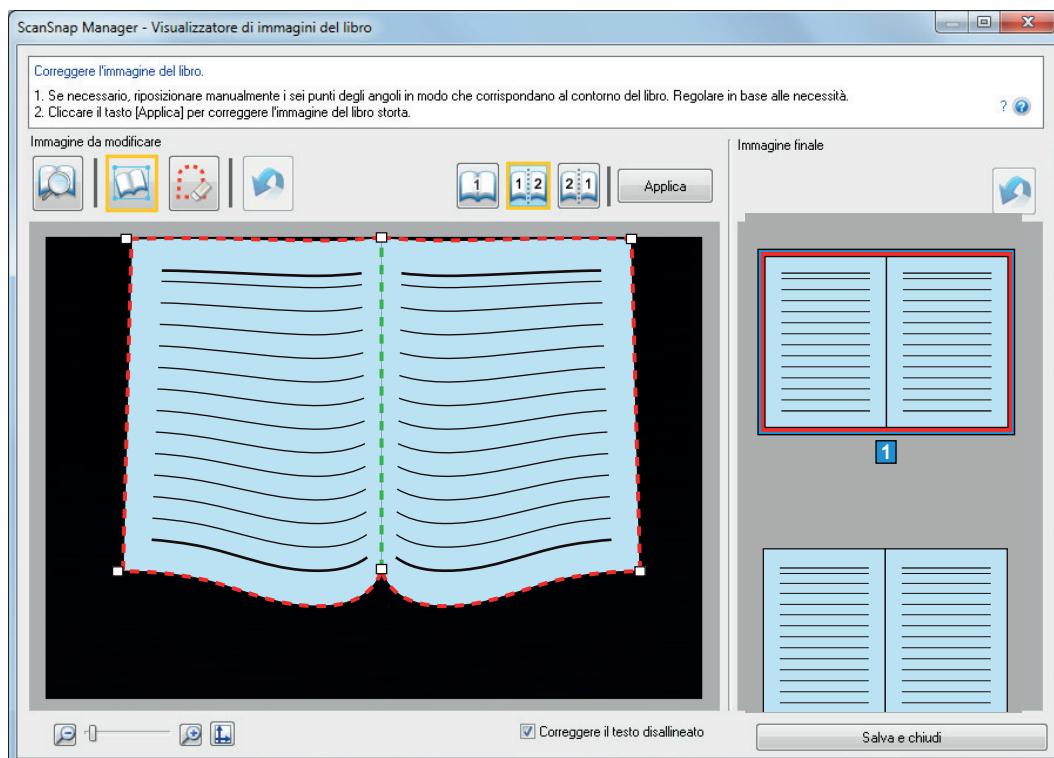 ScanSnap Manager - Visualizzatore di immagini del libro
Correggere l'immagine del libro.
1. Se necessario, riposizionare manualmente i sei punti degli angoli in modo che corrispondano al contorno del libro. Regolare in base alle necessità.
2. Cliccare il tasto [Applica] per correggere l'immagine del libro storta.
?
Immagine da modificare
Immagine finale
1
1 2
2 1
Applica
1
Correggere il testo disallineato
Salva e chiudi